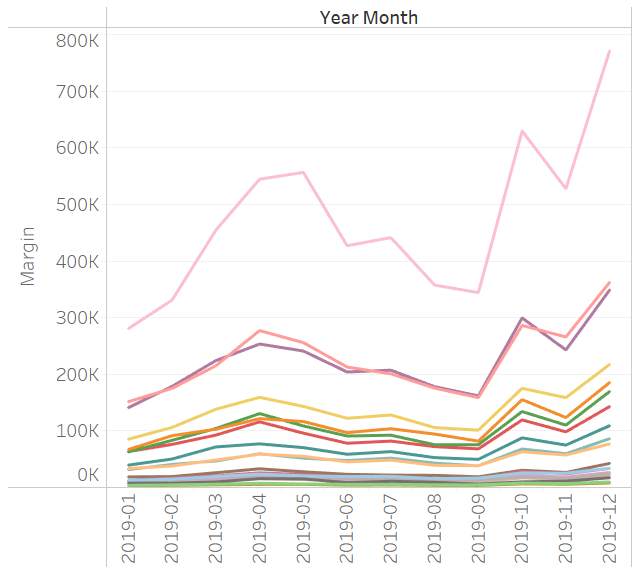 Year Month
800K
700K
600K
500K
400K
300K
200K
100K
0K
Margin
2019-01
2019-02
2019-03
2019-04
2019-05
2019-06
2019-07
2019-08
2019-09
2019-10
2019-11
2019-12